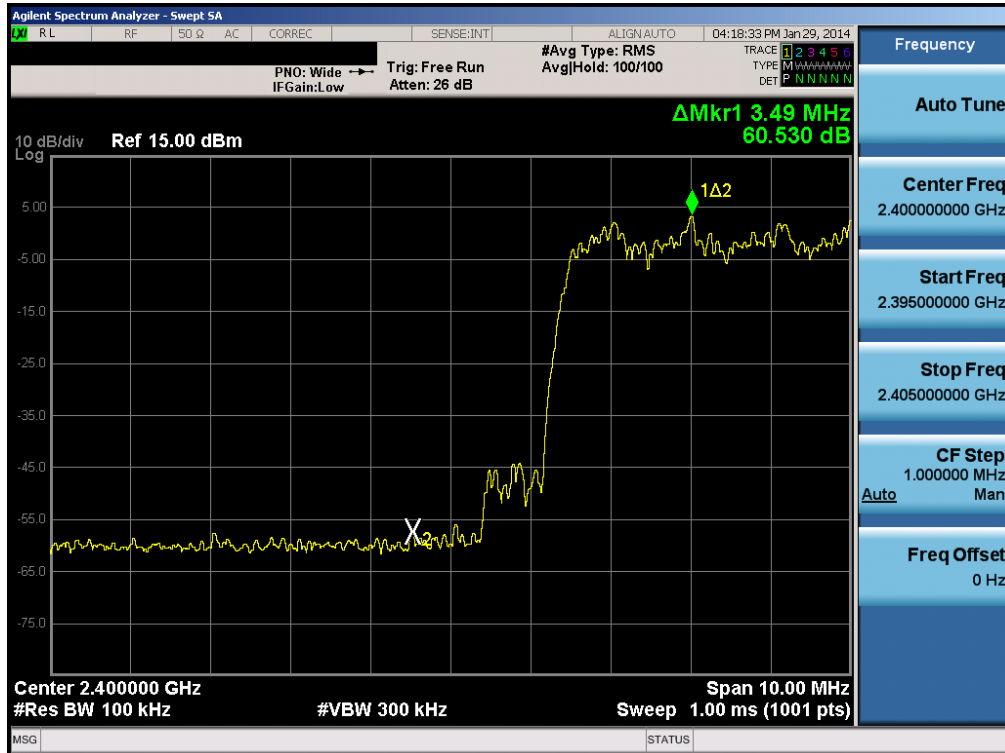 Agilent Spectrum Analyzer - Swept SA
LXI RL RF 50 Ω AC CORREC SENSE:INT ALIGN AUTO 04:18:33 PM Jan 29, 2014
PNO: Wide
IFGain:Low
Trig: Free Run
Atten: 26 dB
#Avg Type: RMS
Avg|Hold: 100/100
TRACE 1 2 3 4 5 6
TYPE M WWWWW
DET P N N N N N
ΔMkr1 3.49 MHz
60.530 dB
10 dB/div Ref 15.00 dBm
Log
1Δ2
5.00
-5.00
-15.0
-25.0
-35.0
-45.0
-55.0
X2
-65.0
-75.0
Center 2.400000 GHz Span 10.00 MHz
#Res BW 100 kHz #VBW 300 kHz Sweep 1.00 ms (1001 pts)
MSG STATUS
Frequency
Auto Tune
Center Freq
2.400000000 GHz
Start Freq
2.395000000 GHz
Stop Freq
2.405000000 GHz
CF Step
1.000000 MHz
Auto Man
Freq Offset
0 Hz